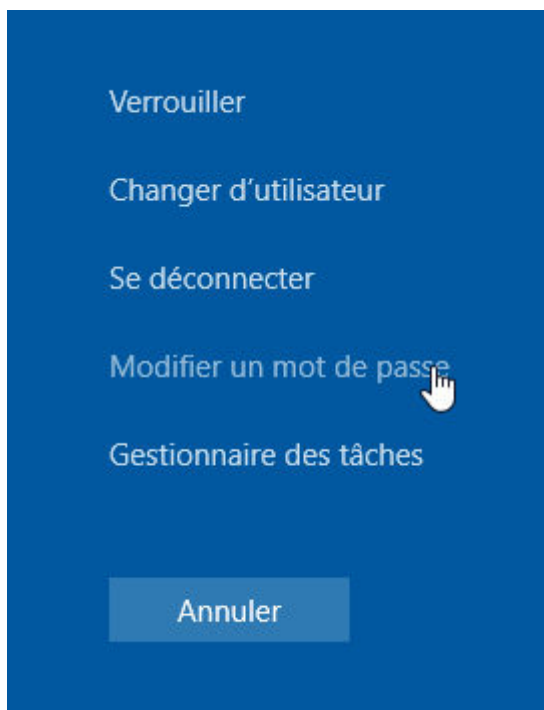 Verrouiller
Changer d’utilisateur
Se déconnecter
Modifier un mot de passe
Gestionnaire des tâches
Annuler